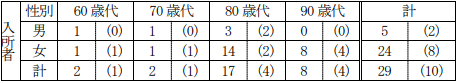 性別 60歳代 70歳代 80歳代 90歳代 計
入所者
男 1 (0) 1 (0) 3 (2) 0 (0) 5 (2)
女 1 (1) 1 (1) 14 (2) 8 (4) 24 (8)
計 2 (1) 2 (1) 17 (4) 8 (4) 29 (10)